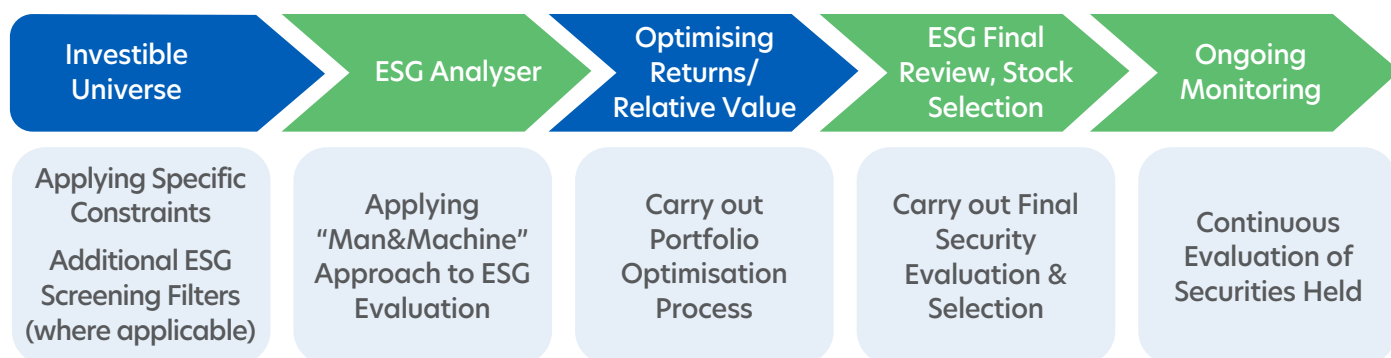 Investible
Universe
ESG Analyser
Optimising
Returns/
Relative Value
ESG Final
Review, Stock
Selection
Ongoing
Monitoring
Applying Specific
Constraints
Additional ESG
Screening Filters
(where applicable)
Applying
“Man&Machine”
Approach to ESG
Evaluation
Carry out
Portfolio
Optimisation
Process
Carry out Final
Security
Evaluation &
Selection
Continuous
Evaluation of
Securities Held